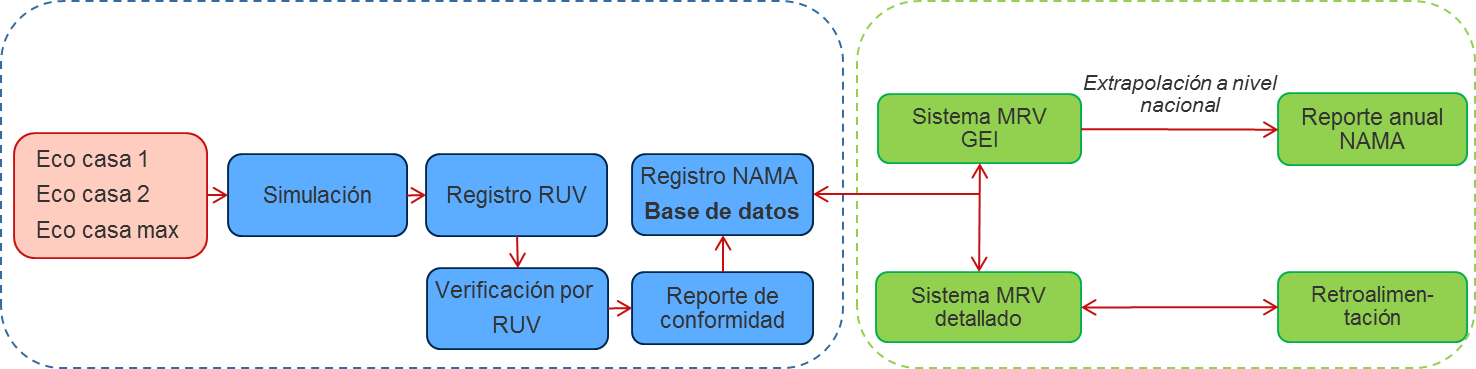 Eco casa 1
Eco casa 2
Eco casa max
Simulación
Registro RUV
Verificación por
RUV
Reporte de
conformidad
Registro NAMA
Base de datos
Sistema MRV
GEI
Extrapolación a nivel
nacional
Reporte anual
NAMA
Sistema MRV
detallado
Retroalimen-
tación